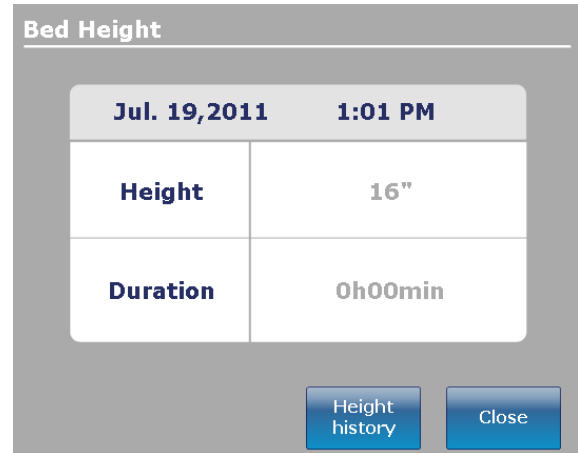 Bed Height
Jul. 19,2011 1:01 PM
Height 16"
Duration 0h00min
Height
history
Close